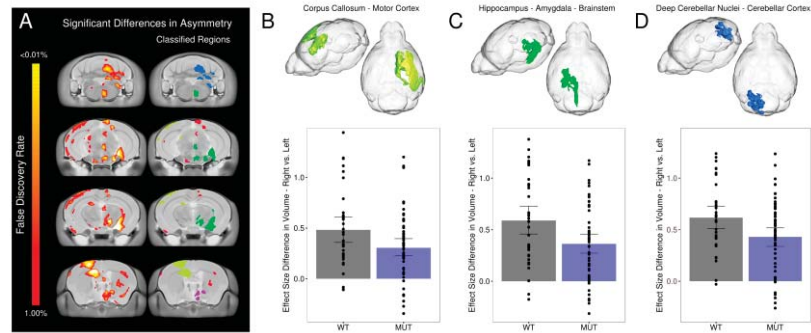 A
Significant Differences in Asymmetry
Classified Regions
<0.01%
False Discovery Rate
1.00%
B
Corpus Callosum - Motor Cortex
Effect Size Difference in Volume - Right vs. Left
1.0
0.5
0.0
WT
MUT
C
Hippocampus - Amygdala - Brainstem
Effect Size Difference in Volume - Right vs. Left
1.0
0.5
0.0
WT
MUT
D
Deep Cerebellar Nuclei - Cerebellar Cortex
Effect Size Difference in Volume - Right vs. Left
1.0
0.5
0.0
WT
MUT